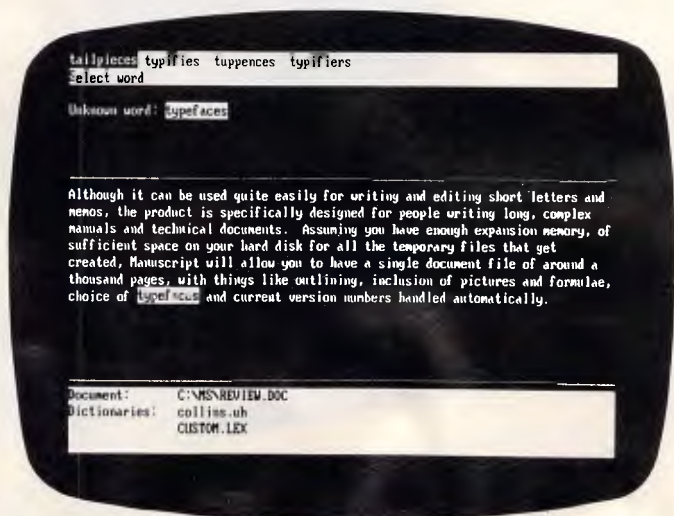 tailpieces typifies tuppences typifiers
Select word
Unknown word: typefaces
Although it can be used quite easily for writing and editing short letters and
memos, the product is specifically designed for people writing long, complex
manuals and technical documents. Assuming you have enough expansion memory, of
sufficient space on your hard disk for all the temporary files that get
created, Manuscript will allow you to have a single document file of around a
thousand pages, with things like outlining, inclusion of pictures and formulae,
choice of typefaces and current version numbers handled automatically.
Document: C:\MS\REVIEW.DOC
Dictionaries: collins.uh
CUSTOM.LEX